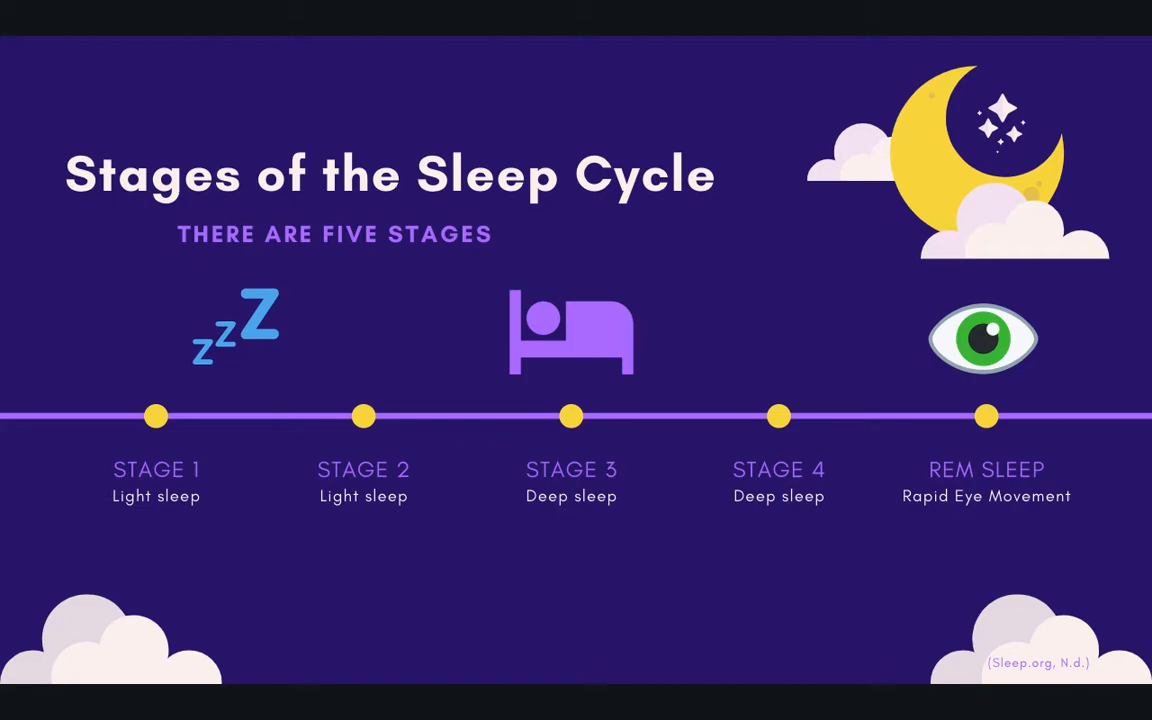 Stages of the Sleep Cycle
THERE ARE FIVE STAGES
z z Z
STAGE 1
Light sleep
STAGE 2
Light sleep
STAGE 3
Deep sleep
STAGE 4
Deep sleep
REM SLEEP
Rapid Eye Movement
(Sleep.org, N.d.)